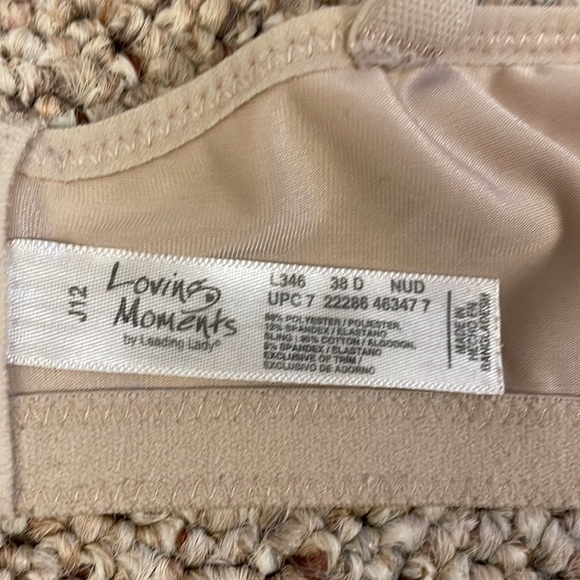 J12
Loving
Moments
by Leading Lady®
L346 38 D NUD
UPC 7 22286 46347 7
88% POLYESTER / POLIESTER,
12% SPANDEX / ELASTANO
SLING : 95% COTTON / ALGODON,
5% SPANDEX / ELASTANO
EXCLUSIVE OF TRIM /
EXCLUSIVO DE ADORNO
MADE IN
HECHO EN
BANGLADESH